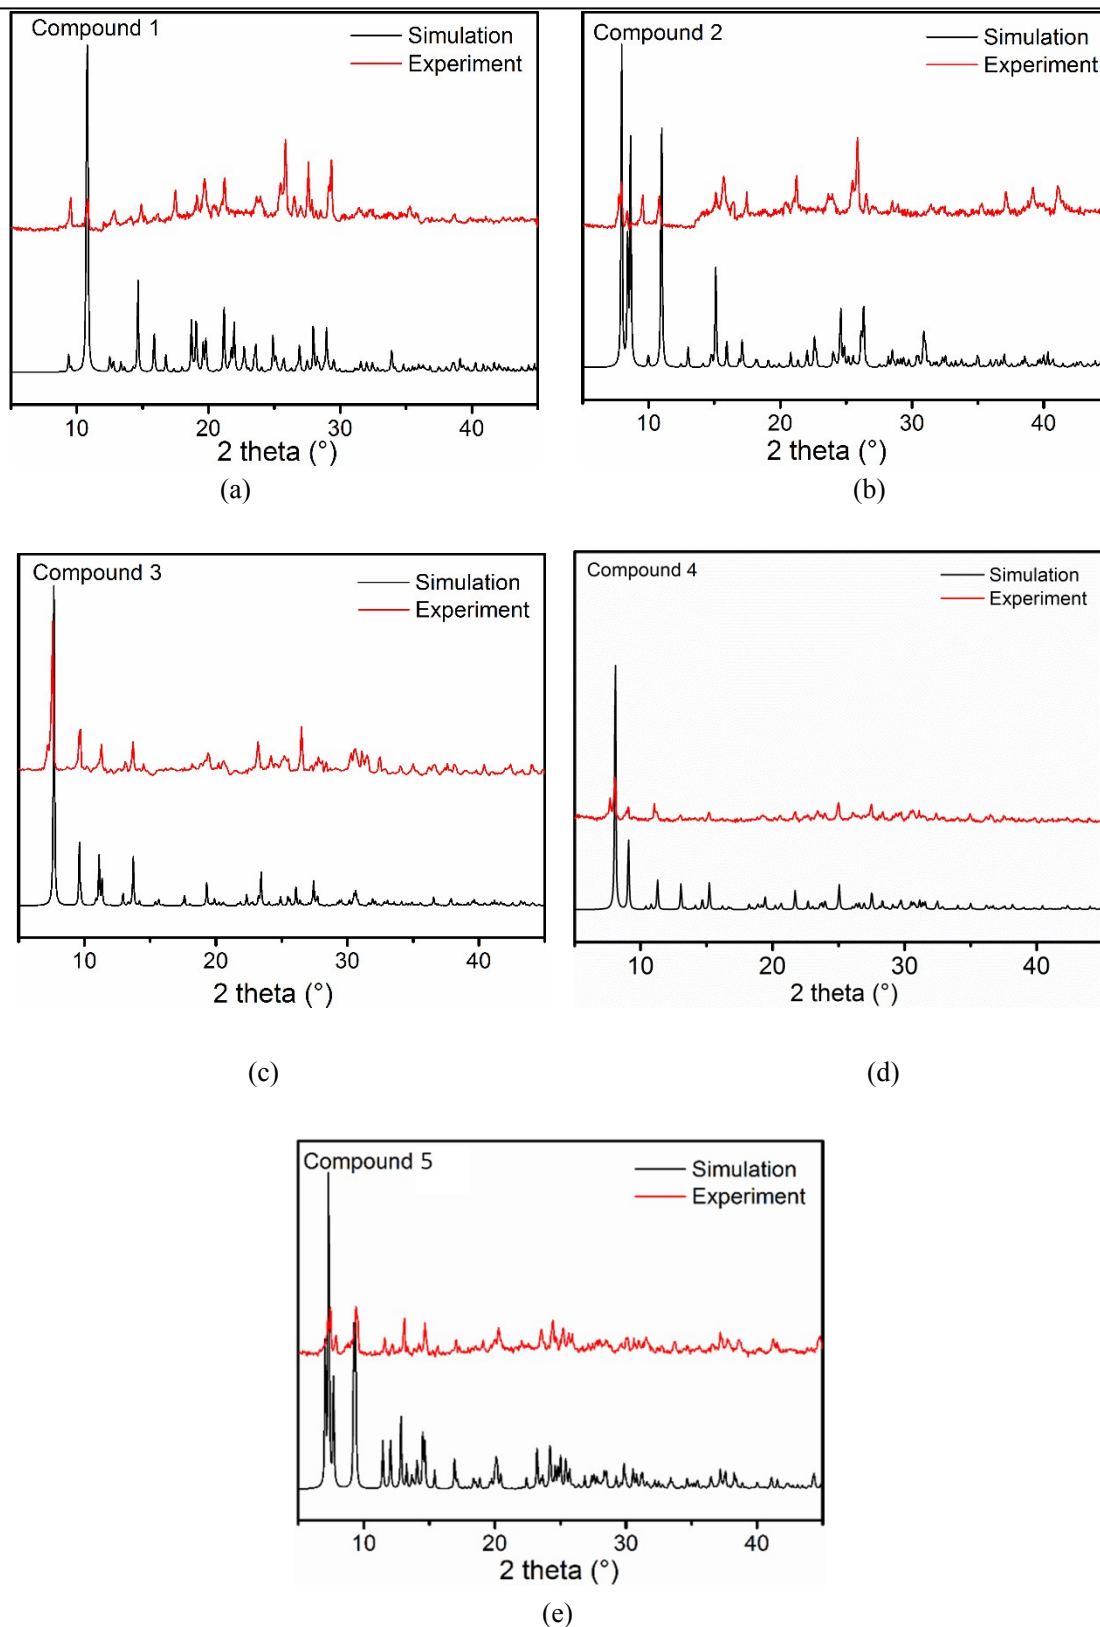 Compound 1
Simulation
Experiment
10 20 30 40
2 theta (°)
(a)
Compound 2
Simulation
Experiment
10 20 30 40
2 theta (°)
(b)
Compound 3
Simulation
Experiment
10 20 30 40
2 theta (°)
(c)
Compound 4
Simulation
Experiment
10 20 30 40
2 theta (°)
(d)
Compound 5
Simulation
Experiment
10 20 30 40
2 theta (°)
(e)